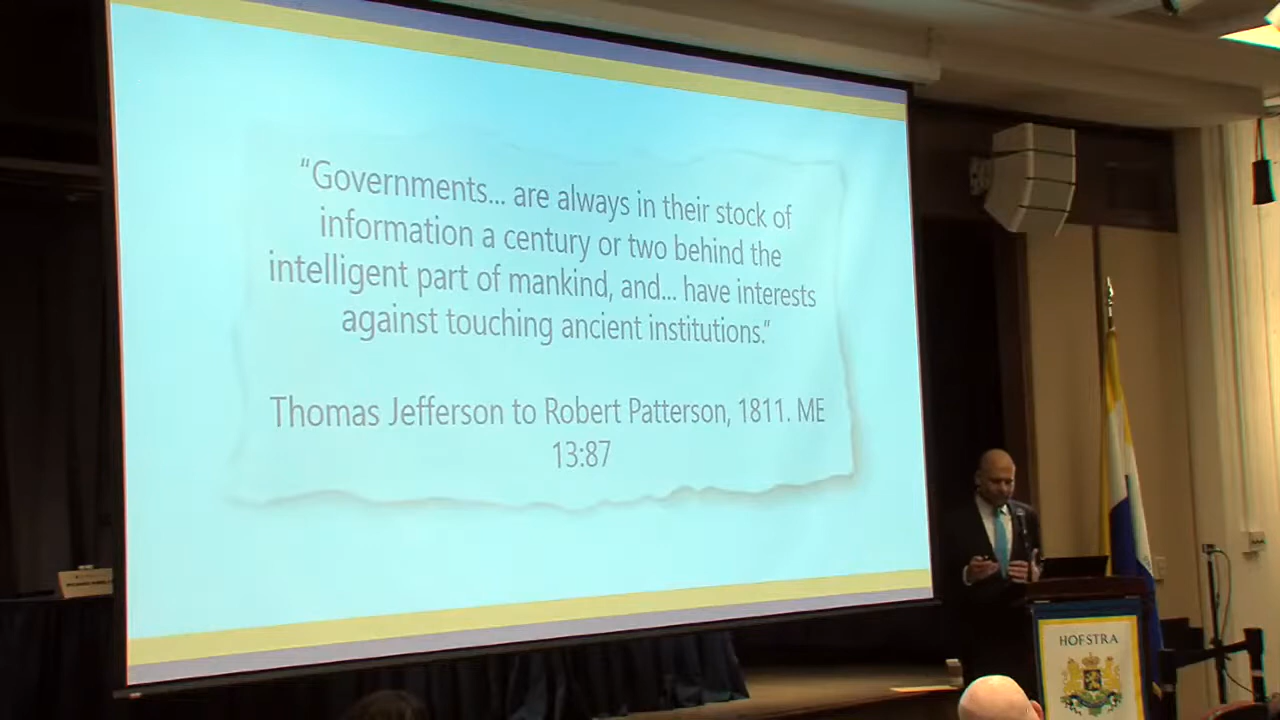 “Governments... are always in their stock of
information a century or two behind the
intelligent part of mankind, and... have interests
against touching ancient institutions.”
Thomas Jefferson to Robert Patterson, 1811. ME
13:87
HOFSTRA